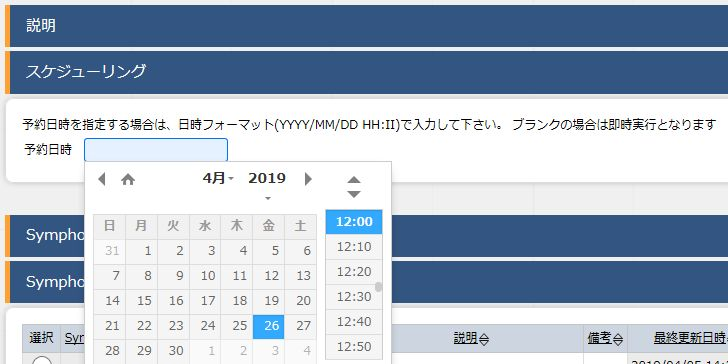 説明
スケジューリング
予約日時を指定する場合は、日時フォーマット(YYYY/MM/DD HH:II)で入力して下さい。 ブランクの場合は即時実行となります
予約日時
4月 2019
日 月 火 水 木 金 土
31 1 2 3 4 5 6
7 8 9 10 11 12 13
14 15 16 17 18 19 20
21 22 23 24 25 26 27
28 29 30 1 2 3 4
12:00
12:10
12:20
12:30
12:40
12:50
Sympho
Sympho
選択 Sym 説明 備考 最終更新日時